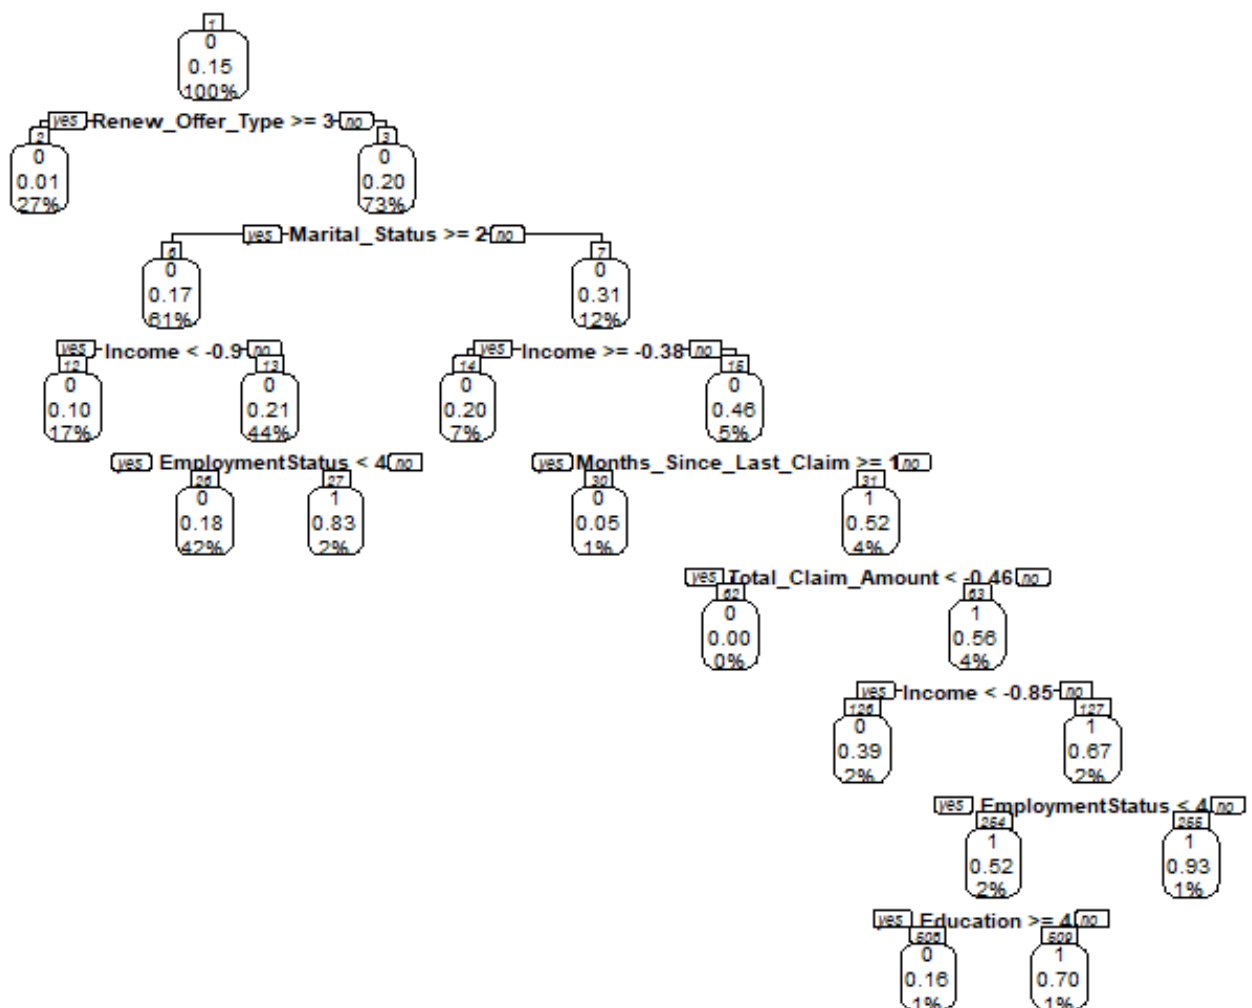 1
0
0.15
100%
yes Renew_Offer_Type >= 3 no
2 3
0 0
0.01 0.20
27% 73%
yes Marital_Status >= 2 no
6 7
0 0
0.17 0.31
61% 12%
yes Income < -0.9 no yes Income >= -0.38 no
12 13 14 15
0 0 0 0
0.10 0.21 0.20 0.46
17% 44% 7% 5%
yes EmploymentStatus < 4 no yes Months_Since_Last_Claim >= 1 no
26 27 30 31
0 1 0 1
0.18 0.83 0.05 0.52
42% 2% 1% 4%
yes Total_Claim_Amount < -0.46 no
62 63
0 1
0.00 0.56
0% 4%
yes Income < -0.85 no
126 127
0 1
0.39 0.67
2% 2%
yes EmploymentStatus < 4 no
254 255
1 1
0.52 0.93
2% 1%
yes Education >= 4 no
508 509
0 1
0.16 0.70
1% 1%